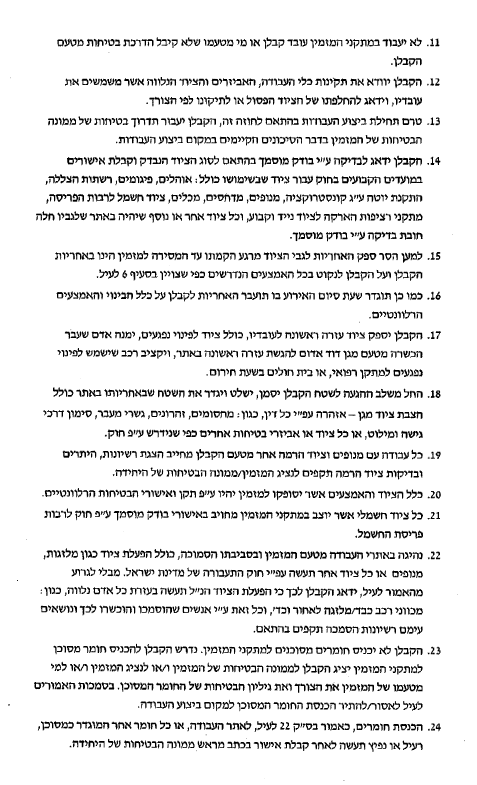 11. לא יעבוד במתקני המזמין עובד קבלן או מי מטעמו שלא קיבל הדרכת בטיחות מטעם
הקבלן.
12. הקבלן יוודא את תקינות כלי העבודה, האביזרים והציוד הנלווה אשר משמשים את
עובדיו, וידאג להחלפתו של הציוד הפסול או לתיקונו לפי הצורך.
13. טרם תחילת ביצוע העבודות בהתאם לחוזה זה, הקבלן יעבור תדרוך בטיחות של ממונה
הבטיחות של המזמין בדבר הסיכונים הקיימים במקום ביצוע העבודות.
14. הקבלן ידאג לבדיקה ע״י בודק מוסמך בהתאם לסוג הציוד הנבדק וקבלת אישורים
במועדים הקבועים בחוק עבור ציוד שבשימושו כולל: אוהלים, פיגומים, רשתות הצללה,
התקנת יוטה ע״ג קונסטרוקציה, מנופים, מדחסים, מכלים, ציוד חשמל לרבות הפריסה,
מתקני רציפות הארקה לציוד נייד וקבוע, וכל ציוד אחר או נוסף שיהיה באתר שלגביו חלה
חובת בדיקה ע״י בודק מוסמך.
15. למען הסר ספק האחריות לגבי הציוד מרגע הקמתו עד המסירה למזמין הינו באחריות
הקבלן ועל הקבלן לנקוט בכל האמצעים הנדרשים כפי שצויין בסעיף 6 לעיל.
16. כמו כן תוגדר שעת סיום האירוע בו תועבר האחריות לקבלן על כלל הבינוי והאמצעים
הרלוונטיים.
17. הקבלן יספק ציוד עזרה ראשונה לעובדיו, כולל ציוד לפינוי נפגעים, ימנה אדם שעבר
הכשרה מטעם מגן דוד אדום להגשת עזרה ראשונה באתר, ויקציב רכב שישמש לפינוי
נפגעים למתקן רפואי, או בית חולים בשעת חירום.
18. החל משלב ההגעה לשטח הקבלן יסמן, ישלט ויגדר את השטח שבאחריותו באתר כולל
הצבת ציוד מגן – אזהרה עפ״י כל דין, כגון: מחסומים, זהרונים, גשרי מעבר, סימון דרכי
גישה ומילוט, או כל ציוד או אביזרי בטיחות אחרים כפי שנידרש ע״פ חוק.
19. כל עבודה עם מנופים וציוד הרמה אחר מטעם הקבלן מחייב הצגת רשיונות, היתרים
ובדיקות ציוד הרמה תקפים לנציג המזמין/ממונה הבטיחות של היחידה.
20. כלל הציוד והאמצעים אשר יסופקו למזמין יהיו ע״פ תקן ואישורי הבטיחות הרלוונטיים.
21. כל ציוד חשמלי אשר יוצב במתקני המזמין מחויב באישורי בודק מוסמך ע״פ חוק לרבות
פריסת החשמל.
22. נהיגה באתרי העבודה מטעם המזמין ובסביבתו הסמוכה, כולל הפעלת ציוד כגון מלגזות,
מנופים או כל ציוד אחר תעשה עפ״י חוק התעבורה של מדינת ישראל. מבלי לגרוע
מהאמור לעיל, ידאג הקבלן לכך כי הפעלת הציוד הנ״ל תעשה בעזרת כל אדם נלווה, כגון:
מכווני רכב כבד/מלגזה לאחור וכד׳, וכל זאת ע״י אנשים שהוסמכו והוכשרו לכך ונושאים
עימם רשיונות הסמכה תקפים בהתאם.
23. הקבלן לא יכניס חומרים מסוכנים למתקני המזמין. נדרש הקבלן להכניס חומר מסוכן
למתקני המזמין יציג הקבלן לממונה הבטיחות של המזמין ו/או לנציג המזמין ו/או למי
מטעמו של המזמין את הצורך ואת גיליון הבטיחות של החומר המסוכן. בסמכות האמורים
לעיל לאסור/להתיר הכנסת החומר המסוכן למקום ביצוע העבודה.
24. הכנסת חומרים, כאמור בס״ק 22 לעיל, לאתר העבודה, או כל חומר אחר המוגדר כמסוכן,
רעיל או נפיץ תעשה לאחר קבלת אישור בכתב מראש ממונה הבטיחות של היחידה.